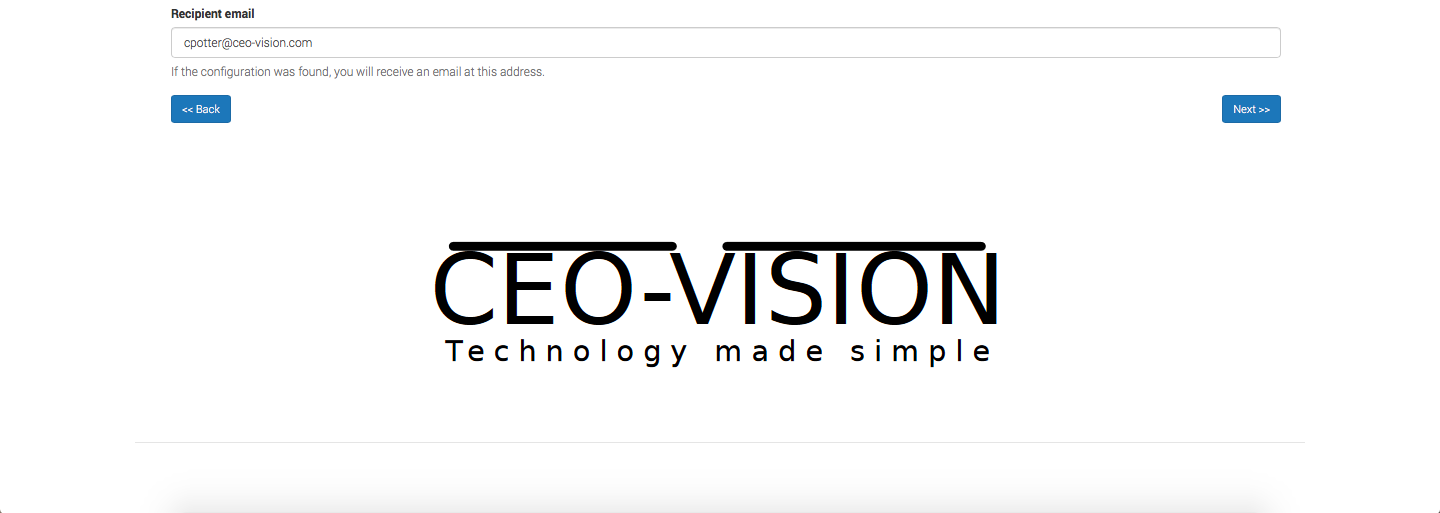 Recipient email
cpotter@ceo-vision.com
If the configuration was found, you will receive an email at this address.
<< Back
Next >>
CEO-VISION
Technology made simple